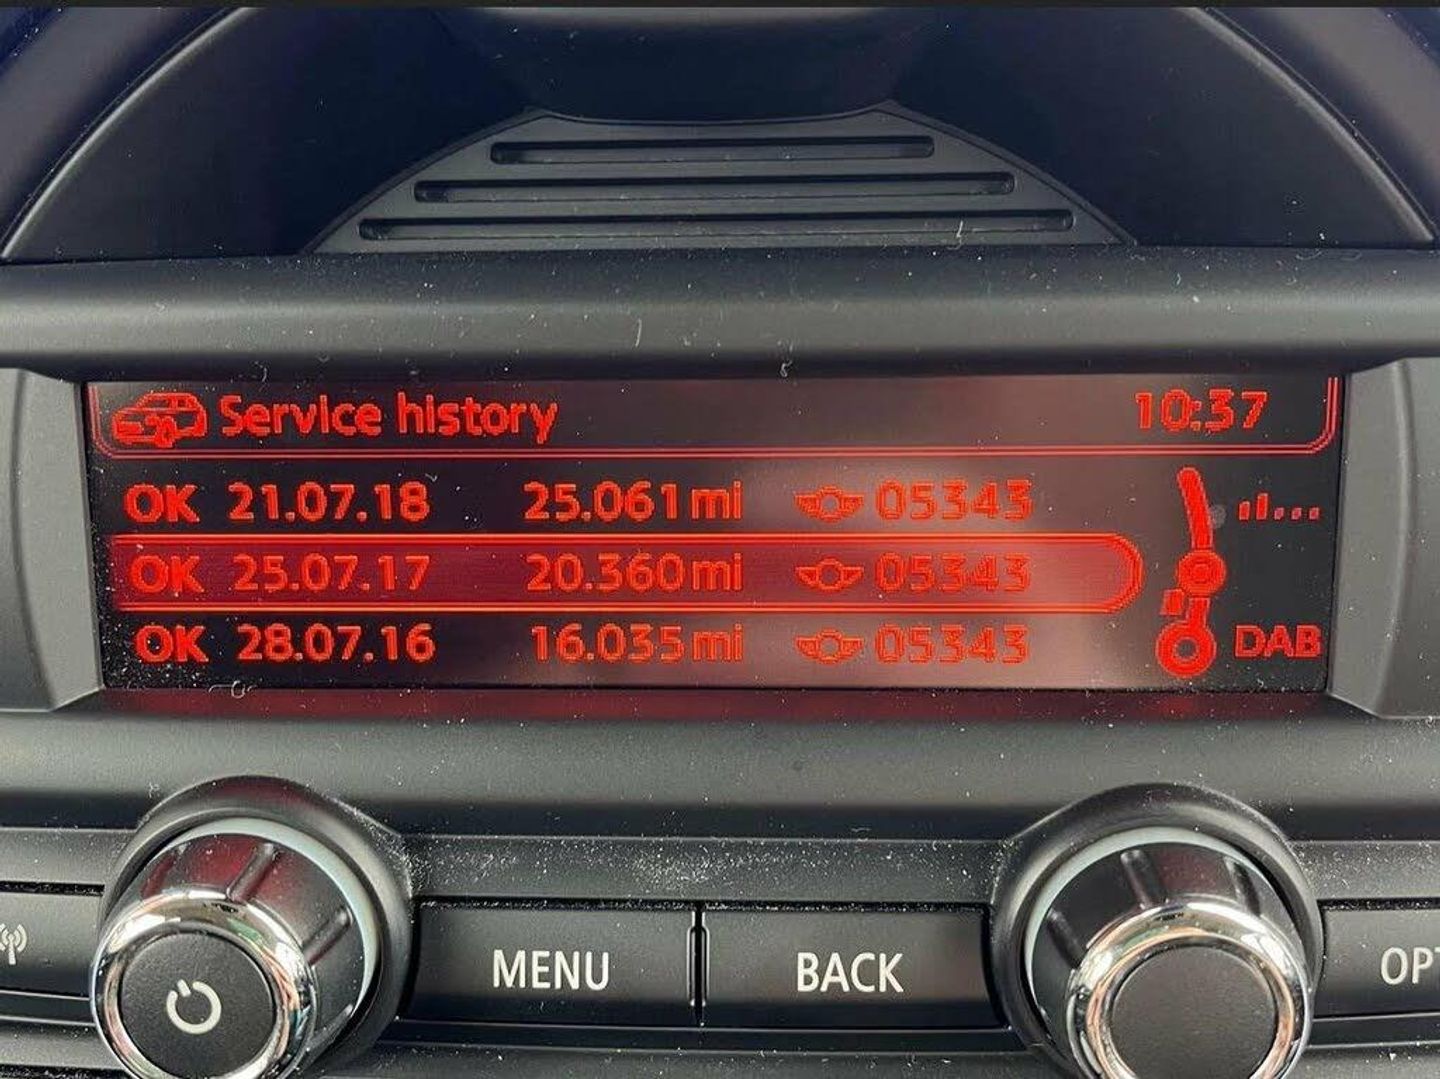 Service history 10:37
OK 21.07.18 25.061 mi 05343
OK 25.07.17 20.360 mi 05343
OK 28.07.16 16.035 mi 05343 DAB
MENU BACK OPT